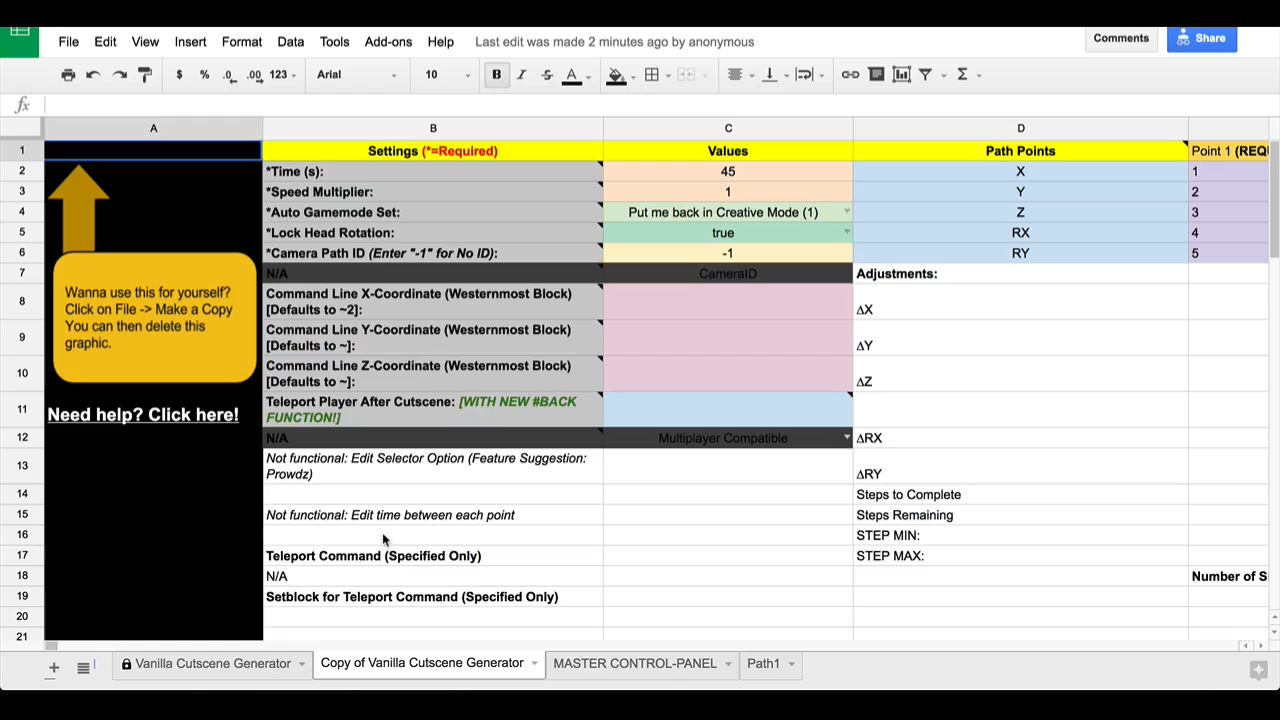 File Edit View Insert Format Data Tools Add-ons Help Last edit was made 2 minutes ago by anonymous Comments Share
$ % .0 .00 123 Arial 10 B I S A Σ
fx
A B C D
1 Settings (*=Required) Values Path Points Point 1 (REQU
2 *Time (s): 45 X 1
3 *Speed Multiplier: 1 Y 2
4 *Auto Gamemode Set: Put me back in Creative Mode (1) Z 3
5 *Lock Head Rotation: true RX 4
6 *Camera Path ID (Enter "-1" for No ID): -1 RY 5
7 N/A CameraID Adjustments:
Wanna use this for yourself?
Click on File -> Make a Copy
You can then delete this
graphic.
8 Command Line X-Coordinate (Westernmost Block)
[Defaults to ~2]: ΔX
9 Command Line Y-Coordinate (Westernmost Block)
[Defaults to ~]: ΔY
10 Command Line Z-Coordinate (Westernmost Block)
[Defaults to ~]: ΔZ
Need help? Click here!
11 Teleport Player After Cutscene: [WITH NEW #BACK
FUNCTION!]
12 N/A Multiplayer Compatible ΔRX
13 Not functional: Edit Selector Option (Feature Suggestion:
Prowdz) ΔRY
14 Steps to Complete
15 Not functional: Edit time between each point Steps Remaining
16 STEP MIN:
17 Teleport Command (Specified Only) STEP MAX:
18 N/A Number of S
19 Setblock for Teleport Command (Specified Only)
20
21
Vanilla Cutscene Generator Copy of Vanilla Cutscene Generator MASTER CONTROL-PANEL Path1